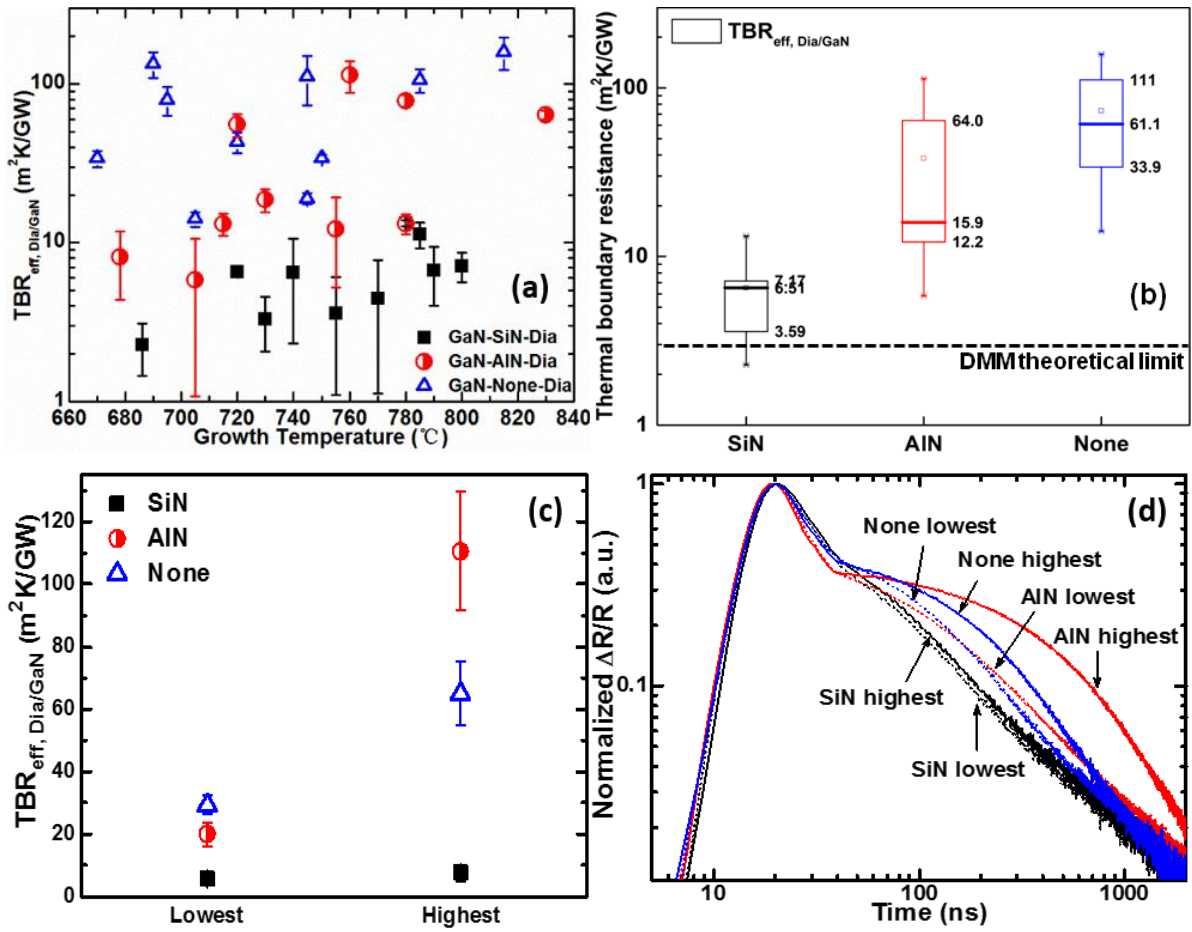 TBR_eff, Dia/GaN (m²K/GW)
100
10
1
660 680 700 720 740 760 780 800 820 840
Growth Temperature (℃)
(a)
GaN-SiN-Dia
GaN-AlN-Dia
GaN-None-Dia
Thermal boundary resistance (m²K/GW)
100
10
1
TBR_eff, Dia/GaN
7.17
6.51
3.59
64.0
15.9
12.2
111
61.1
33.9
(b)
DMM theoretical limit
SiN AlN None
TBR_eff, Dia/GaN (m²K/GW)
120
100
80
60
40
20
0
SiN
AlN
None
(c)
Lowest Highest
Normalized ΔR/R (a.u.)
1
0.1
(d)
None lowest
None highest
AlN lowest
AlN highest
SiN highest
SiN lowest
10 100 1000
Time (ns)